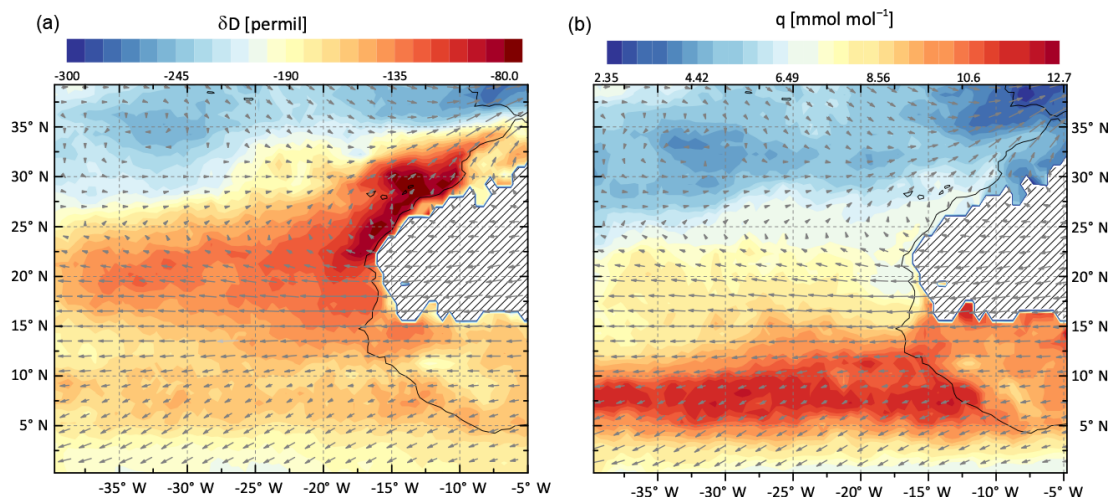 (a) δD [permil]
-300 -245 -190 -135 -80.0
35° N
30° N
25° N
20° N
15° N
10° N
5° N
-35° W -30° W -25° W -20° W -15° W -10° W -5° W
(b) q [mmol mol⁻¹]
2.35 4.42 6.49 8.56 10.6 12.7
35° N
30° N
25° N
20° N
15° N
10° N
5° N
-35° W -30° W -25° W -20° W -15° W -10° W -5° W